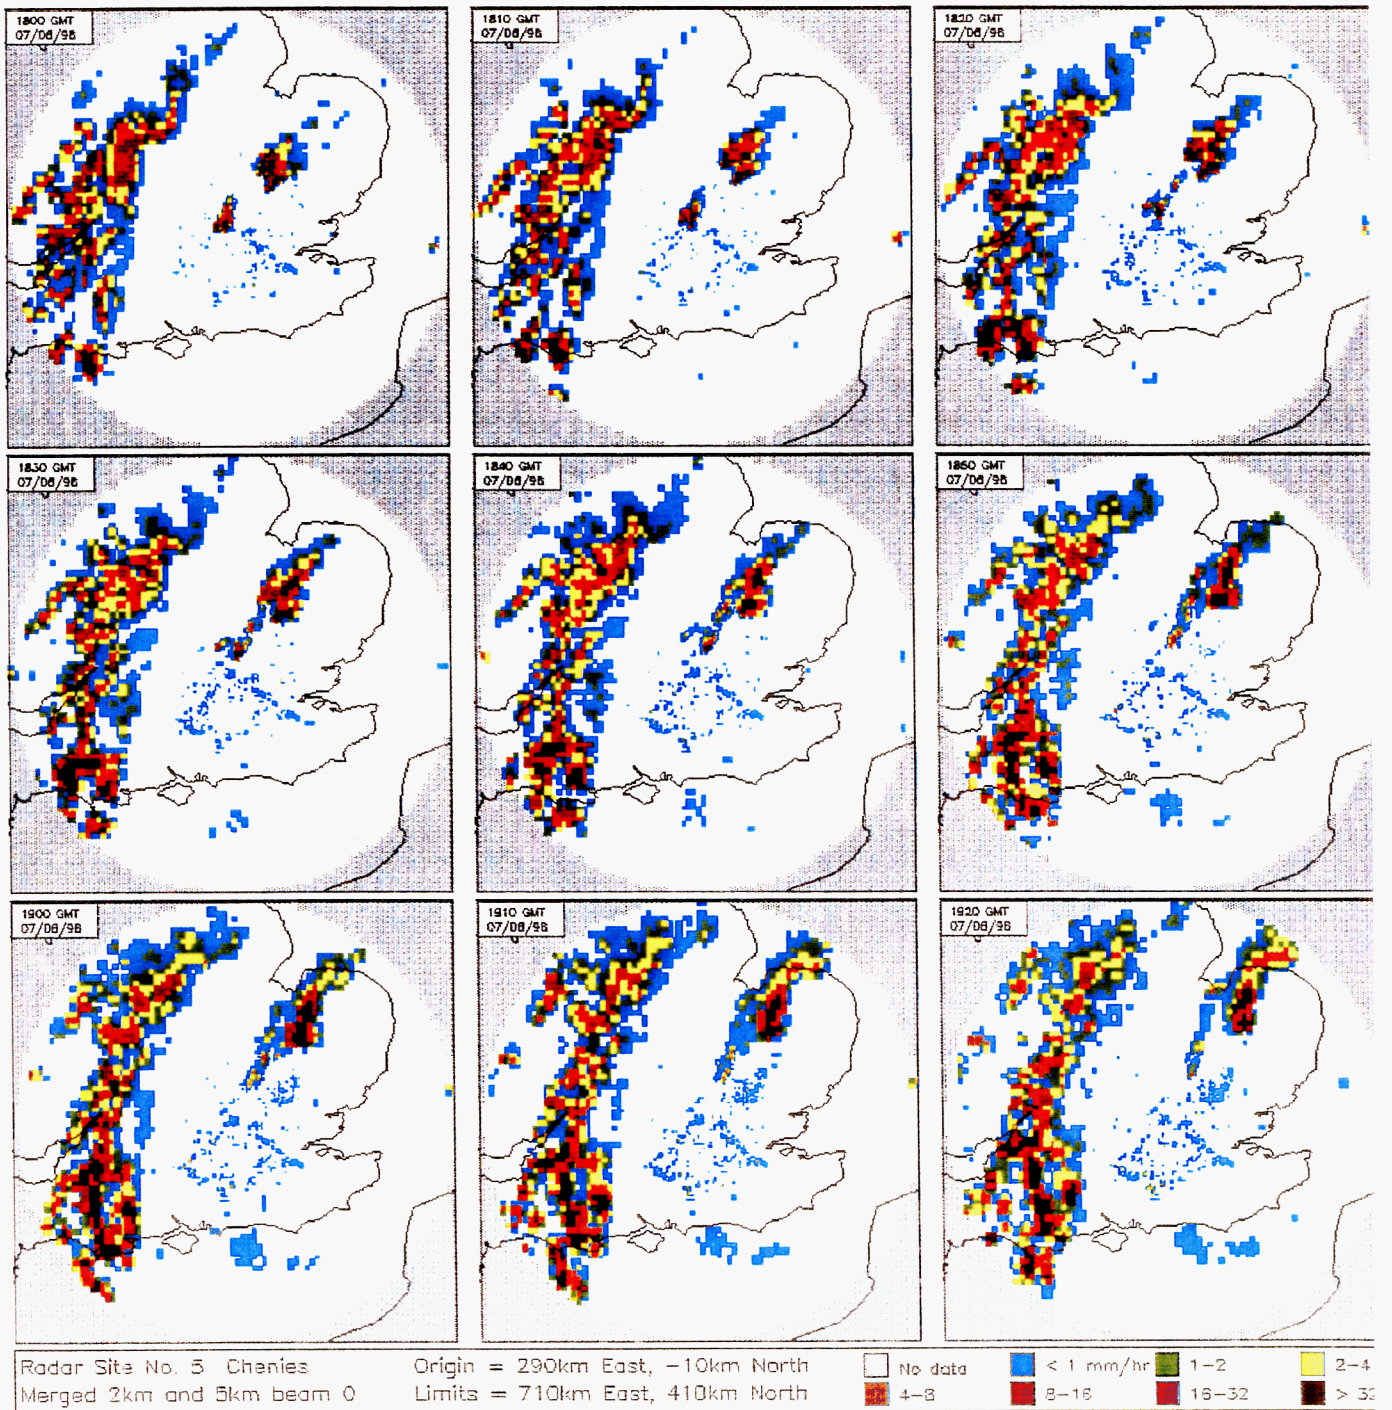 1800 GMT
07/06/96
1810 GMT
07/06/96
1820 GMT
07/06/96
1830 GMT
07/06/96
1840 GMT
07/06/96
1850 GMT
07/06/96
1900 GMT
07/06/96
1910 GMT
07/06/96
1920 GMT
07/06/96
Radar Site No. 5 Chenies
Merged 2km and 5km beam 0
Origin = 290km East, -10km North
Limits = 710km East, 410km North
No data
< 1 mm/hr
1-2
2-4
4-8
8-16
16-32
> 32